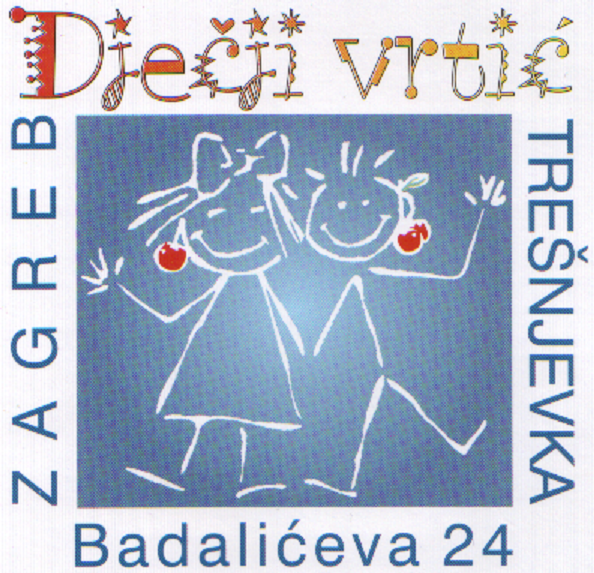 Dječji vrtić
ZAGREB
TREŠNJEVKA
Badalićeva 24